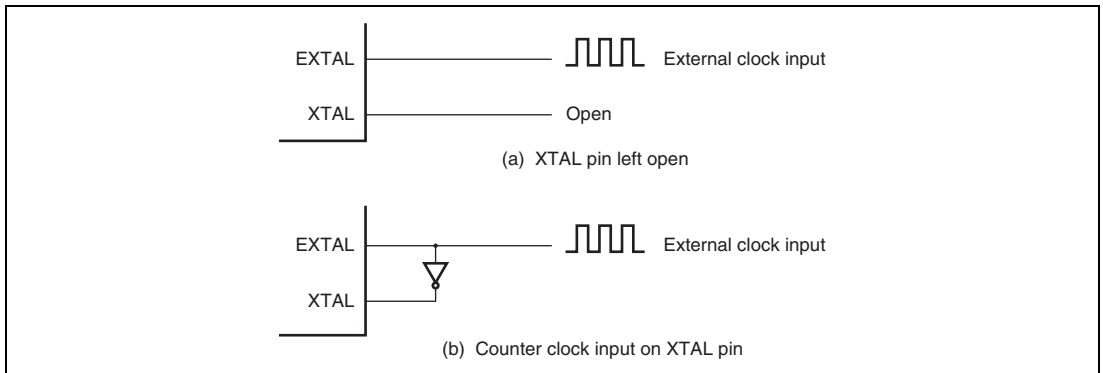 EXTAL External clock input
XTAL Open
(a) XTAL pin left open
EXTAL External clock input
XTAL
(b) Counter clock input on XTAL pin